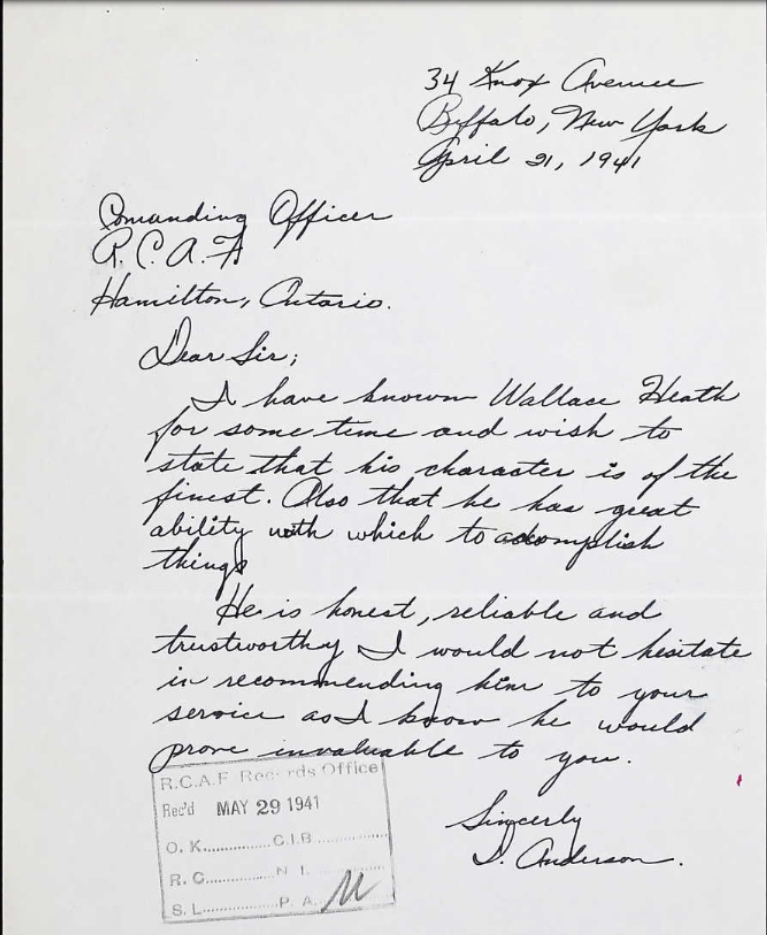 34 Knox Avenue
Buffalo, New York
April 21, 1941
Comanding Officer
R.C.A.F
Hamilton, Ontario.
Dear Sir;
I have known Wallace Heath
for some time and wish to
state that his character is of the
finest. Also that he has great
ability with which to accomplish
things
He is honest, reliable and
trustworthy I would not hesitate
in recommending him to your
service as I know he would
prove invaluable to you.
Sincerely
Anderson.
R.C.A.F Records Office
Rec'd MAY 29 1941
O. K. C.I.B
R. C. N. I.
S. L. P. A.